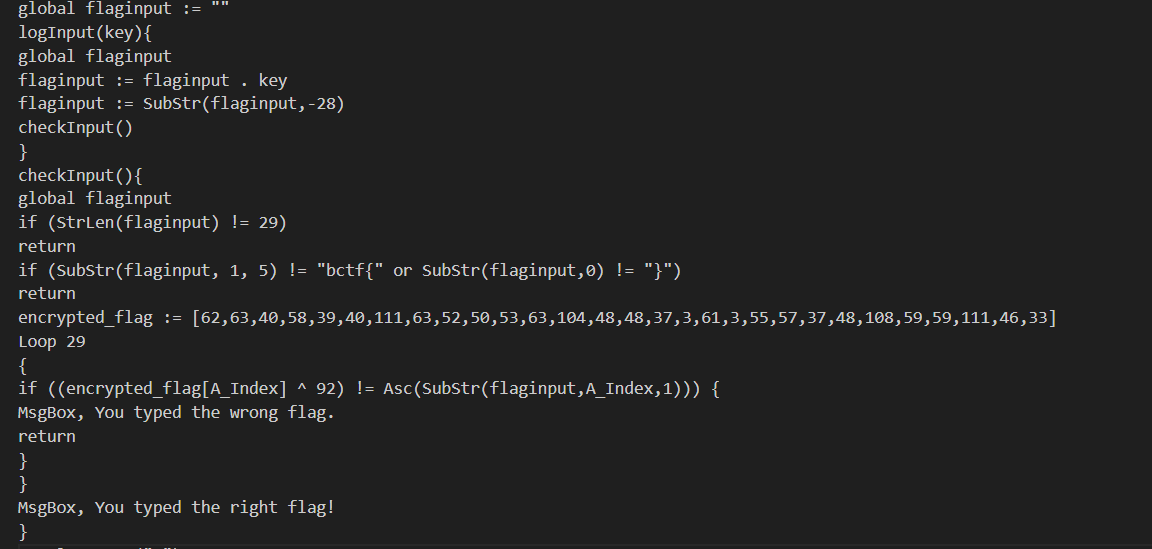 global flaginput := ""
logInput(key){
global flaginput
flaginput := flaginput . key
flaginput := SubStr(flaginput,-28)
checkInput()
}
checkInput(){
global flaginput
if (StrLen(flaginput) != 29)
return
if (SubStr(flaginput, 1, 5) != "bctf{" or SubStr(flaginput,0) != "}")
return
encrypted_flag := [62,63,40,58,39,40,111,63,52,50,53,63,104,48,48,37,3,61,3,55,57,37,48,108,59,59,111,46,33]
Loop 29
{
if ((encrypted_flag[A_Index] ^ 92) != Asc(SubStr(flaginput,A_Index,1))) {
MsgBox, You typed the wrong flag.
return
}
}
MsgBox, You typed the right flag!
}